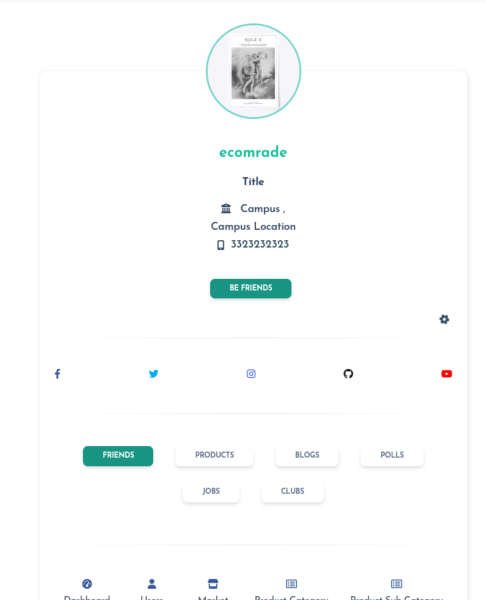 RULE X
ecomrade
Title
Campus ,
Campus Location
3323232323
BE FRIENDS
FRIENDS PRODUCTS BLOGS POLLS
JOBS CLUBS
Dashboard Users Market Product Category Product Sub Category